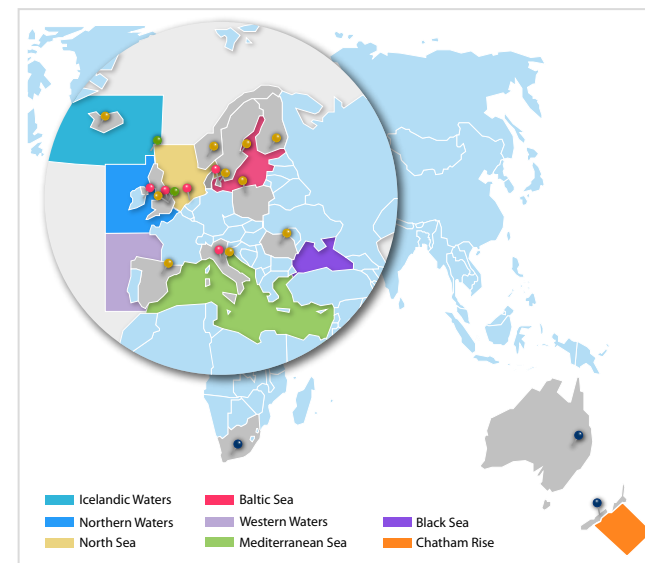 Icelandic Waters
Baltic Sea
Northern Waters
Western Waters
Black Sea
North Sea
Mediterranean Sea
Chatham Rise